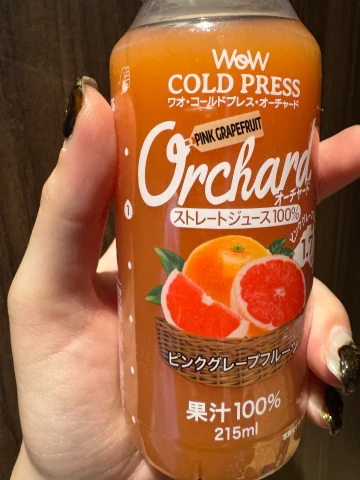 WOW
COLD PRESS
ワオ・コールドプレス・オーチャード
PINK GRAPEFRUIT
Orchard
オーチャード
ストレートジュース100%
1.7
ピンクグレープフルーツ
果汁100%
215ml